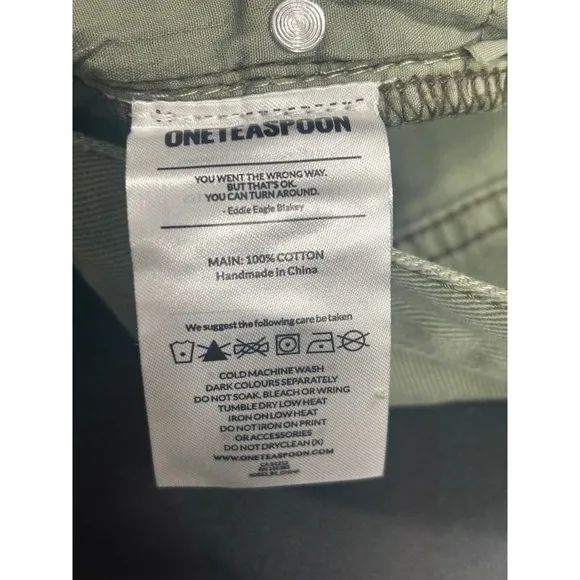 ONETEASPOON
YOU WENT THE WRONG WAY.
BUT THAT'S OK.
YOU CAN TURN AROUND.
- Eddie Eagle Blakey
MAIN: 100% COTTON
Handmade in China
We suggest the following care be taken
COLD MACHINE WASH
DARK COLOURS SEPARATELY
DO NOT SOAK, BLEACH OR WRING
TUMBLE DRY LOW HEAT
IRON ON LOW HEAT
DO NOT IRON ON PRINT
OR ACCESSORIES
DO NOT DRYCLEAN (X)
WWW.ONETEASPOON.COM